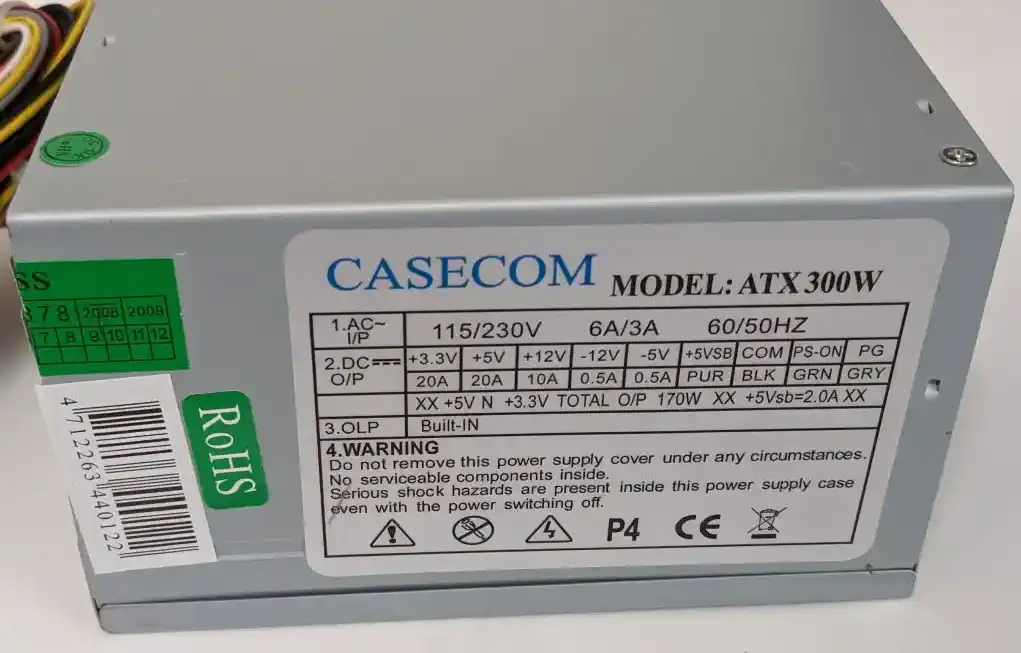 CASECOM MODEL: ATX 300W
1.AC~ I/P 115/230V 6A/3A 60/50HZ
2.DC O/P +3.3V +5V +12V -12V -5V +5VSB COM PS-ON PG
20A 20A 10A 0.5A 0.5A PUR BLK GRN GRY
XX +5V N +3.3V TOTAL O/P 170W XX +5Vsb=2.0A XX
3.OLP Built-IN
4.WARNING
Do not remove this power supply cover under any circumstances.
No serviceable components inside.
Serious shock hazards are present inside this power supply case
even with the power switching off.
P4 CE
SS
378 2008 2009
7 8 9 10 11 12
4712263440122
RoHS